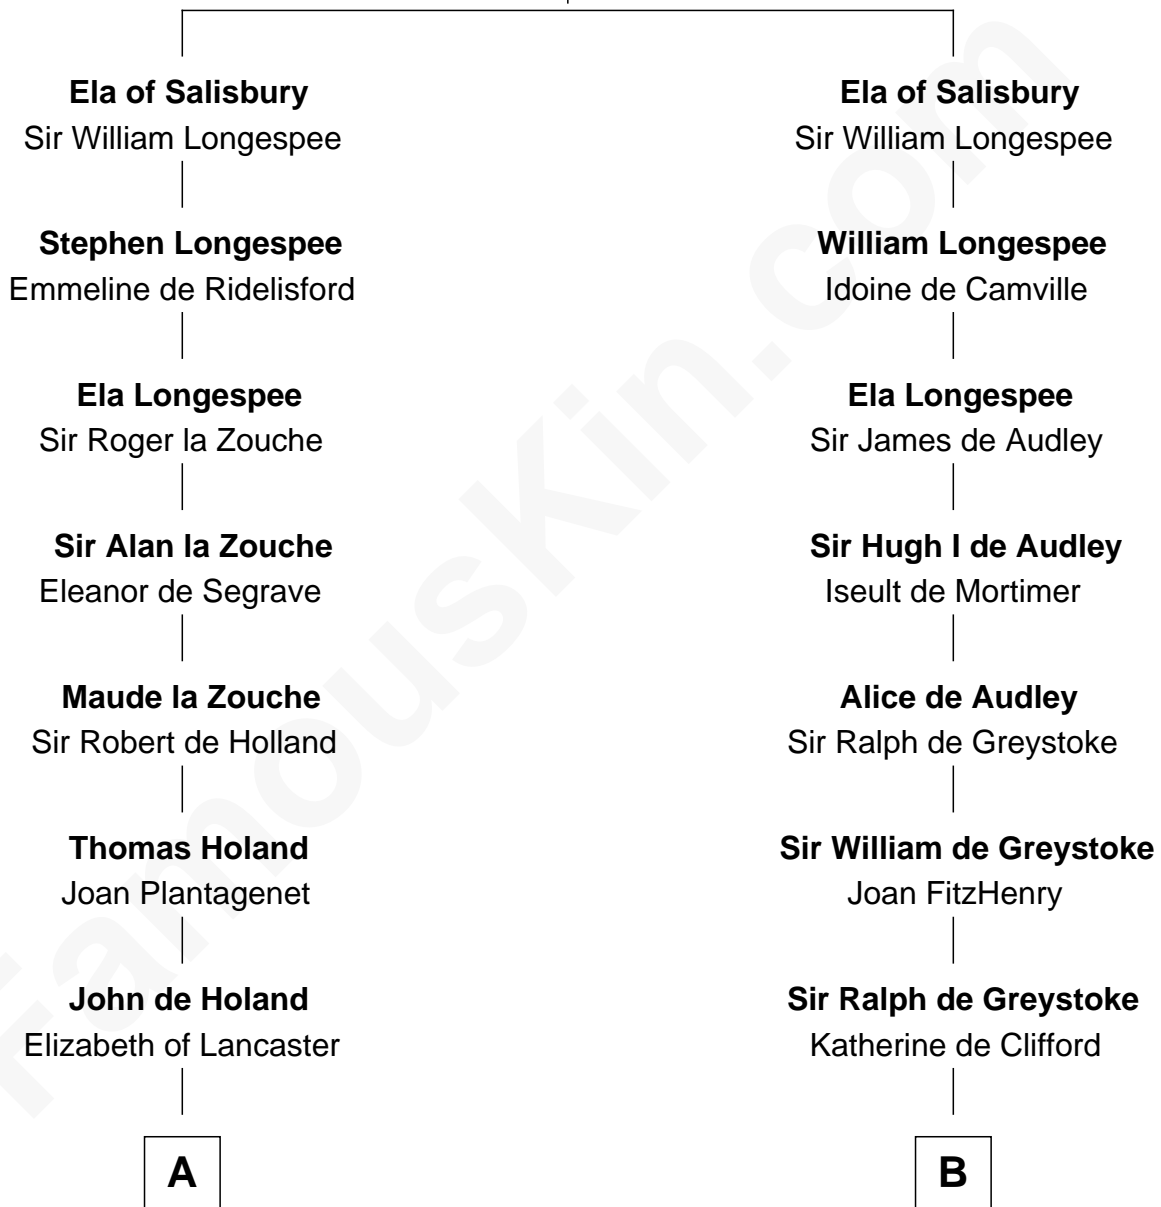 Ela of Salisbury
Sir William Longespee
Stephen Longespee
Emmeline de Ridelisford
Ela Longespee
Sir Roger la Zouche
Sir Alan la Zouche
Eleanor de Segrave
Maude la Zouche
Sir Robert de Holland
Thomas Holand
Joan Plantagenet
John de Holand
Elizabeth of Lancaster
A
Ela of Salisbury
Sir William Longespee
William Longespee
Idoine de Camville
Ela Longespee
Sir James de Audley
Sir Hugh I de Audley
Iseult de Mortimer
Alice de Audley
Sir Ralph de Greystoke
Sir William de Greystoke
Joan FitzHenry
Sir Ralph de Greystoke
Katherine de Clifford
B
FamousKin.com